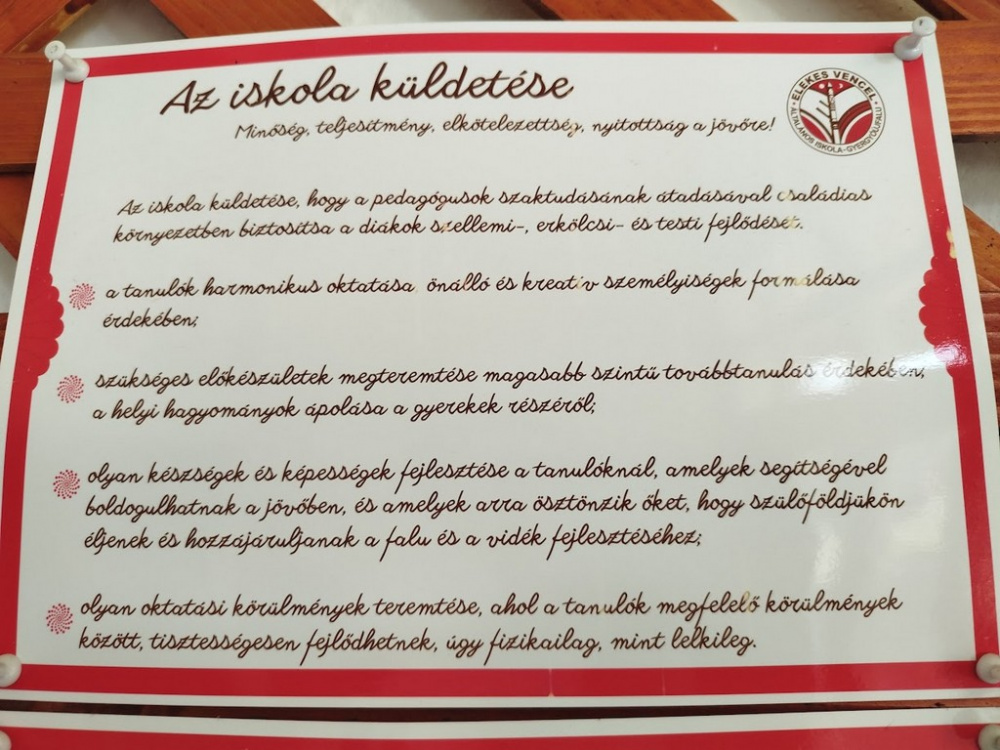 Az iskola küldetése
Minőség, teljesítmény, elkötelezettség, nyitottság a jövőre!
ELEKES VENCEL
ÁLTALÁNOS ISKOLA-GYERGYÓÚJFALU
Az iskola küldetése, hogy a pedagógusok szaktudásának átadásával családias
környezetben biztosítsa a diákok szellemi-, erkölcsi- és testi fejlődését.
a tanulók harmonikus oktatása önálló és kreatív személyiségek formálása
érdekében;
szükséges előkészületek megteremtése magasabb szintű továbbtanulás érdekében;
a helyi hagyományok ápolása a gyerekek részéről;
olyan készségek és képességek fejlesztése a tanulóknál, amelyek segítségével
boldogulhatnak a jövőben, és amelyek arra ösztönzik őket, hogy szülőföldjükön
éljenek és hozzájáruljanak a falu és a vidék fejlesztéséhez;
olyan oktatási körülmények teremtése, ahol a tanulók megfelelő körülmények
között, tisztességesen fejlődhetnek, úgy fizikailag, mint lelkileg.